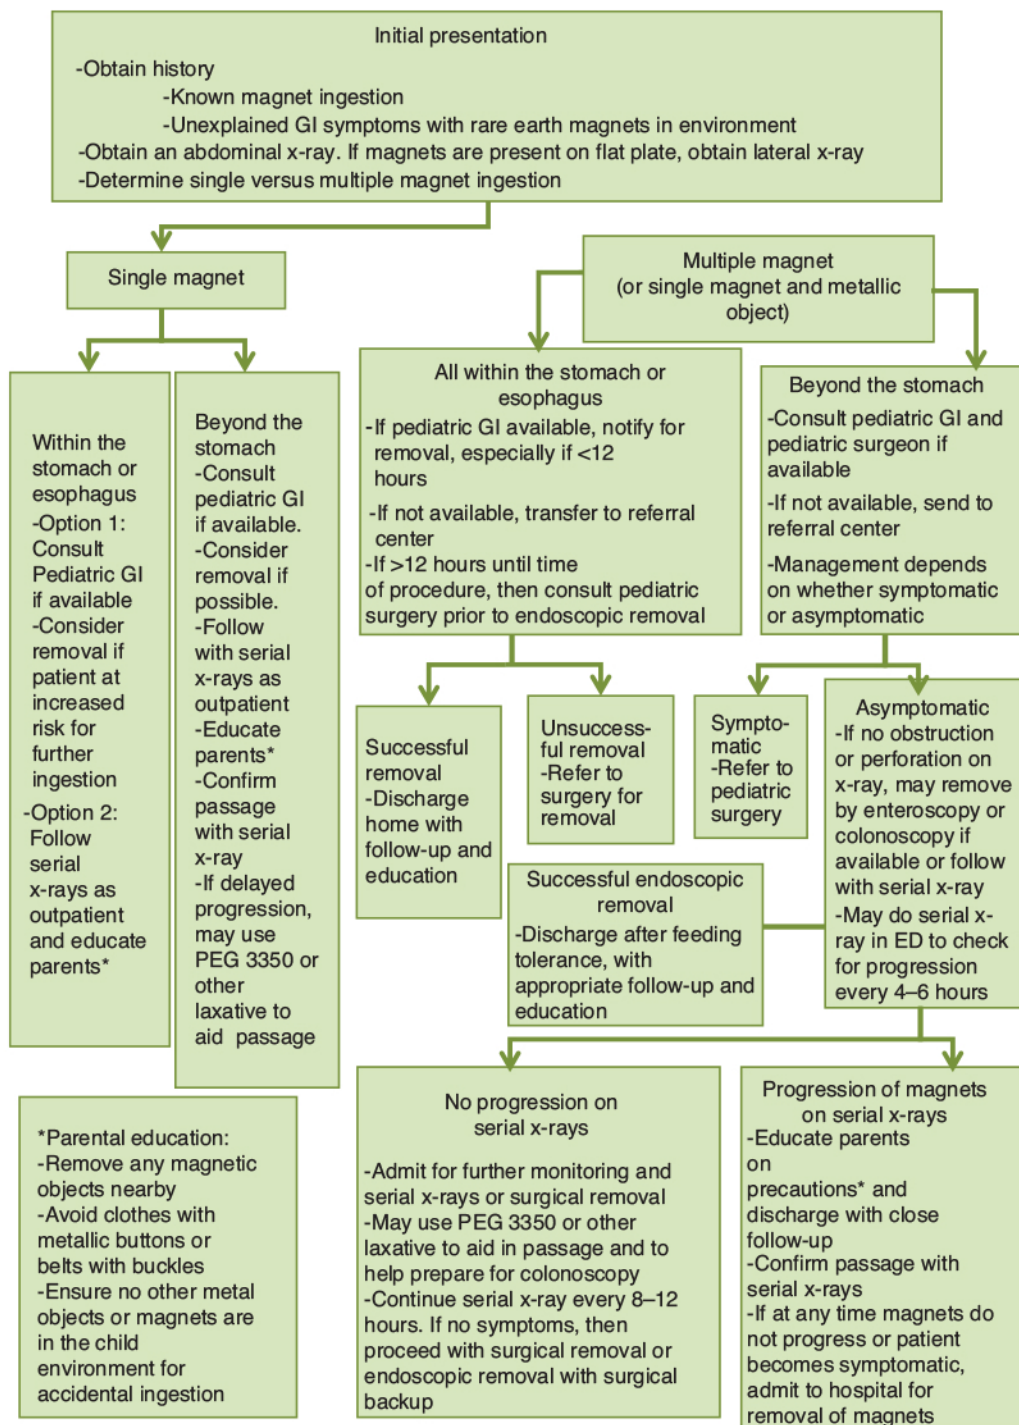 Initial presentation
-Obtain history
-Known magnet ingestion
-Unexplained GI symptoms with rare earth magnets in environment
-Obtain an abdominal x-ray. If magnets are present on flat plate, obtain lateral x-ray
-Determine single versus multiple magnet ingestion
Single magnet
Multiple magnet
(or single magnet and metallic
object)
Within the
stomach or
esophagus
-Option 1:
Consult
Pediatric GI
if available
-Consider
removal if
patient at
increased
risk for
further
ingestion
-Option 2:
Follow
serial
x-rays as
outpatient
and educate
parents*
Beyond the
stomach
-Consult
pediatric GI
if available.
-Consider
removal if
possible.
-Follow
with serial
x-rays as
outpatient
-Educate
parents*
-Confirm
passage
with serial
x-ray
-If delayed
progression,
may use
PEG 3350 or
other
laxative to
aid passage
All within the stomach or
esophagus
-If pediatric GI available, notify for
removal, especially if <12
hours
-If not available, transfer to referral
center
-If >12 hours until time
of procedure, then consult pediatric
surgery prior to endoscopic removal
Beyond the stomach
-Consult pediatric GI and
pediatric surgeon if
available
-If not available, send to
referral center
-Management depends
on whether symptomatic
or asymptomatic
Successful
removal
-Discharge
home with
follow-up and
education
Unsuccess-
ful removal
-Refer to
surgery for
removal
Sympto-
matic
-Refer to
pediatric
surgery
Asymptomatic
-If no obstruction
or perforation on
x-ray, may remove
by enteroscopy or
colonoscopy if
available or follow
with serial x-ray
-May do serial x-
ray in ED to check
for progression
every 4–6 hours
Successful endoscopic
removal
-Discharge after feeding
tolerance, with
appropriate follow-up and
education
No progression on
serial x-rays
-Admit for further monitoring and
serial x-rays or surgical removal
-May use PEG 3350 or other
laxative to aid in passage and to
help prepare for colonoscopy
-Continue serial x-ray every 8–12
hours. If no symptoms, then
proceed with surgical removal or
endoscopic removal with surgical
backup
Progression of magnets
on serial x-rays
-Educate parents
on
precautions* and
discharge with close
follow-up
-Confirm passage with
serial x-rays
-If at any time magnets do
not progress or patient
becomes symptomatic,
admit to hospital for
removal of magnets
*Parental education:
-Remove any magnetic
objects nearby
-Avoid clothes with
metallic buttons or
belts with buckles
-Ensure no other metal
objects or magnets are
in the child
environment for
accidental ingestion